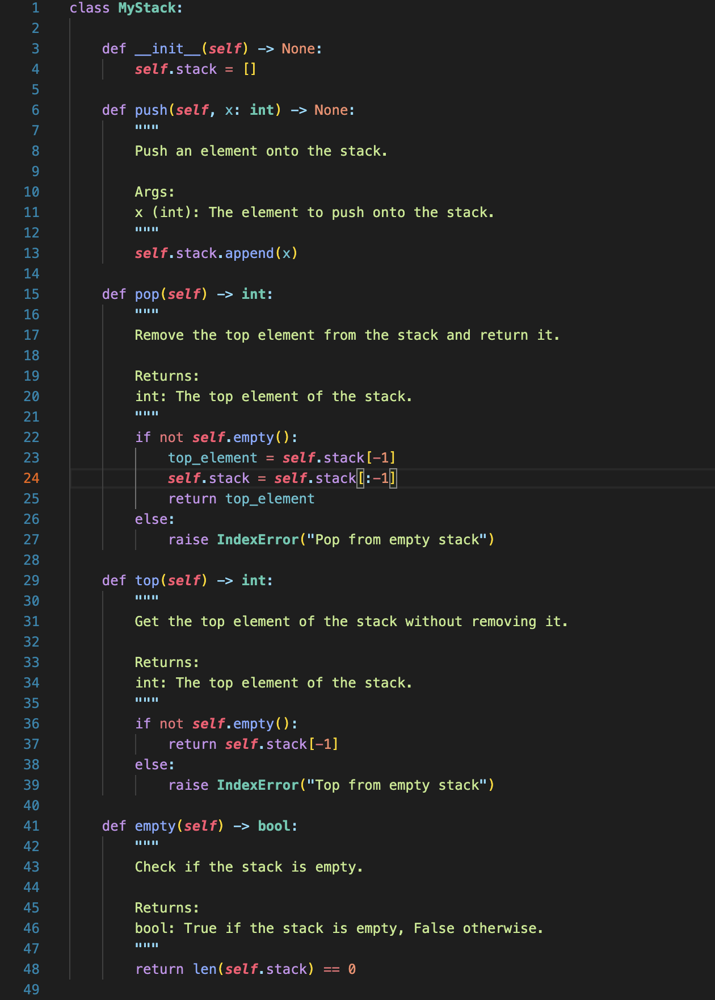 1 class MyStack:
2
3     def __init__(self) -> None:
4         self.stack = []
5
6     def push(self, x: int) -> None:
7         """
8         Push an element onto the stack.
9
10         Args:
11         x (int): The element to push onto the stack.
12         """
13         self.stack.append(x)
14
15     def pop(self) -> int:
16         """
17         Remove the top element from the stack and return it.
18
19         Returns:
20         int: The top element of the stack.
21         """
22         if not self.empty():
23             top_element = self.stack[-1]
24             self.stack = self.stack[:-1]
25             return top_element
26         else:
27             raise IndexError("Pop from empty stack")
28
29     def top(self) -> int:
30         """
31         Get the top element of the stack without removing it.
32
33         Returns:
34         int: The top element of the stack.
35         """
36         if not self.empty():
37             return self.stack[-1]
38         else:
39             raise IndexError("Top from empty stack")
40
41     def empty(self) -> bool:
42         """
43         Check if the stack is empty.
44
45         Returns:
46         bool: True if the stack is empty, False otherwise.
47         """
48         return len(self.stack) == 0
49